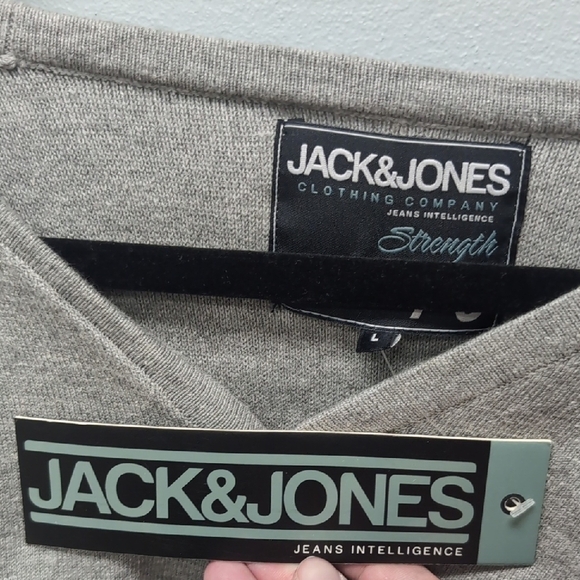 JACK&JONES
CLOTHING COMPANY
JEANS INTELLIGENCE
Strength
L
JACK&JONES
JEANS INTELLIGENCE